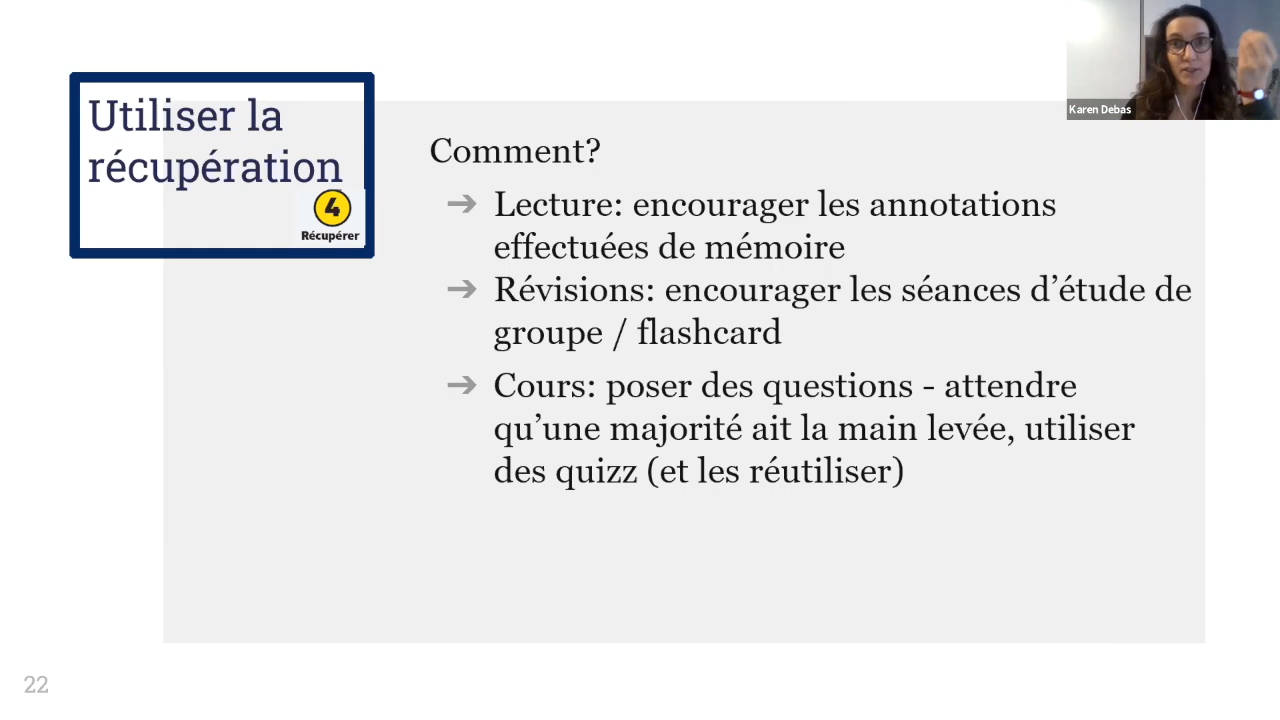 Utiliser la
récupération
4
Récupérer
Comment?
➔ Lecture: encourager les annotations
effectuées de mémoire
➔ Révisions: encourager les séances d’étude de
groupe / flashcard
➔ Cours: poser des questions - attendre
qu’une majorité ait la main levée, utiliser
des quizz (et les réutiliser)
Karen Debas
22